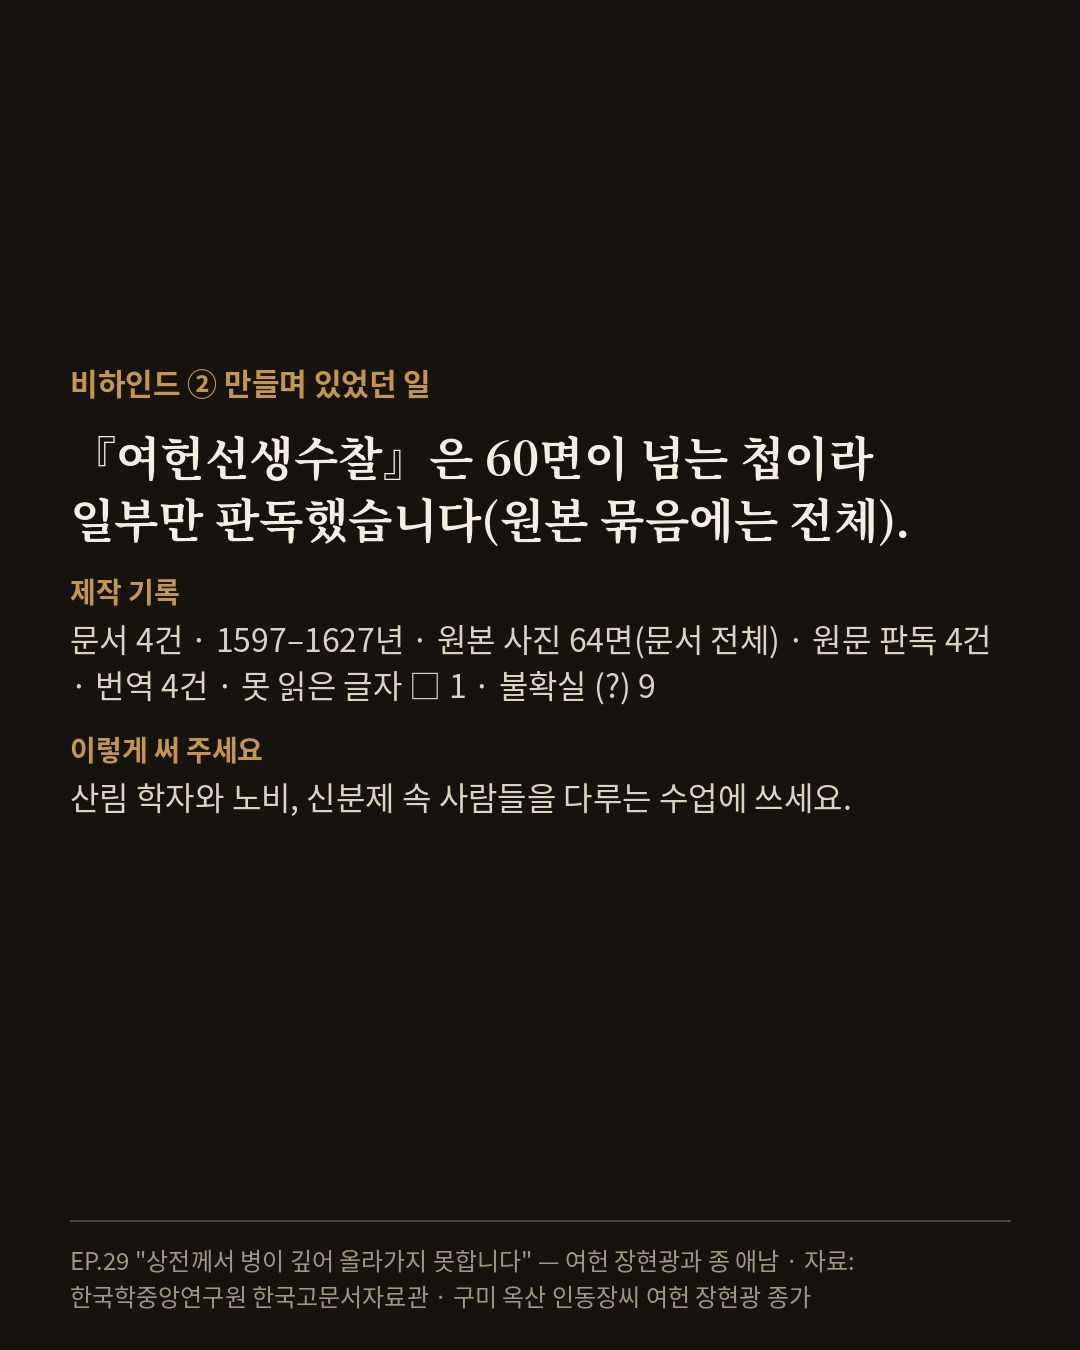 비하인드 ② 만들며 있었던 일
『여헌선생수찰』은 60면이 넘는 첩이라
일부만 판독했습니다(원본 묶음에는 전체).
제작 기록
문서 4건 · 1597–1627년 · 원본 사진 64면(문서 전체) · 원문 판독 4건
· 번역 4건 · 못 읽은 글자 □ 1 · 불확실 (?) 9
이렇게 써 주세요
산림 학자와 노비, 신분제 속 사람들을 다루는 수업에 쓰세요.
EP.29 "상전께서 병이 깊어 올라가지 못합니다" — 여헌 장현광과 종 애남 · 자료:
한국학중앙연구원 한국고문서자료관 · 구미 옥산 인동장씨 여헌 장현광 종가